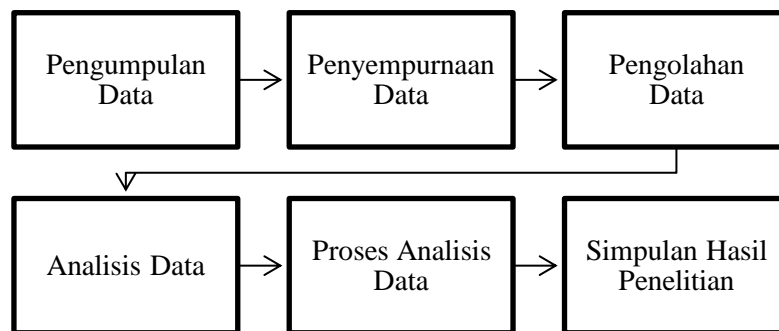 Pengumpulan
Data
Penyempurnaan
Data
Pengolahan
Data
Analisis Data
Proses Analisis
Data
Simpulan Hasil
Penelitian